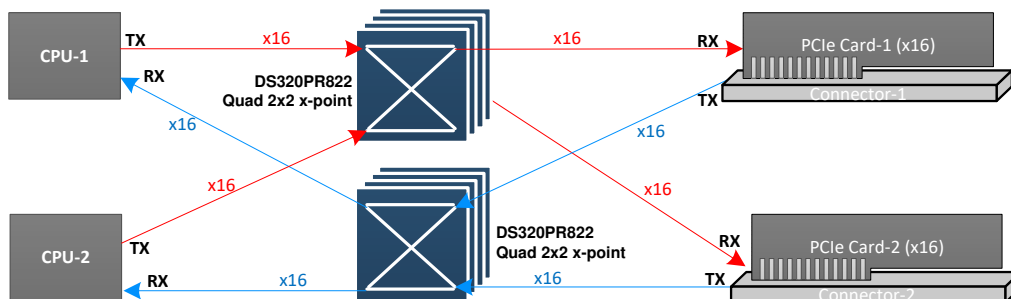 CPU-1
TX
x16
x16
RX
PCIe Card-1 (x16)
RX
DS320PR822
Quad 2x2 x-point
TX
Connector-1
x16
x16
x16
x16
CPU-2
TX
DS320PR822
Quad 2x2 x-point
RX
PCIe Card-2 (x16)
RX
x16
x16
TX
Connector-2